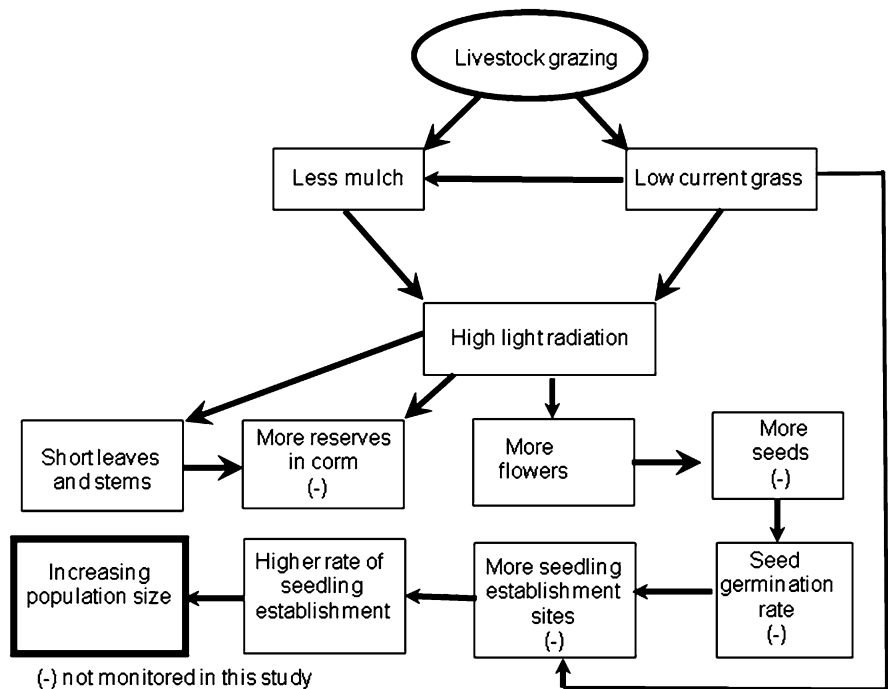 Livestock grazing
Less mulch
Low current grass
High light radiation
Short leaves
and stems
More reserves
in corm
(-)
More
flowers
More
seeds
(-)
Increasing
population size
Higher rate of
seedling
establishment
More seedling
establishment
sites
(-)
Seed
germination
rate
(-)
(-) not monitored in this study